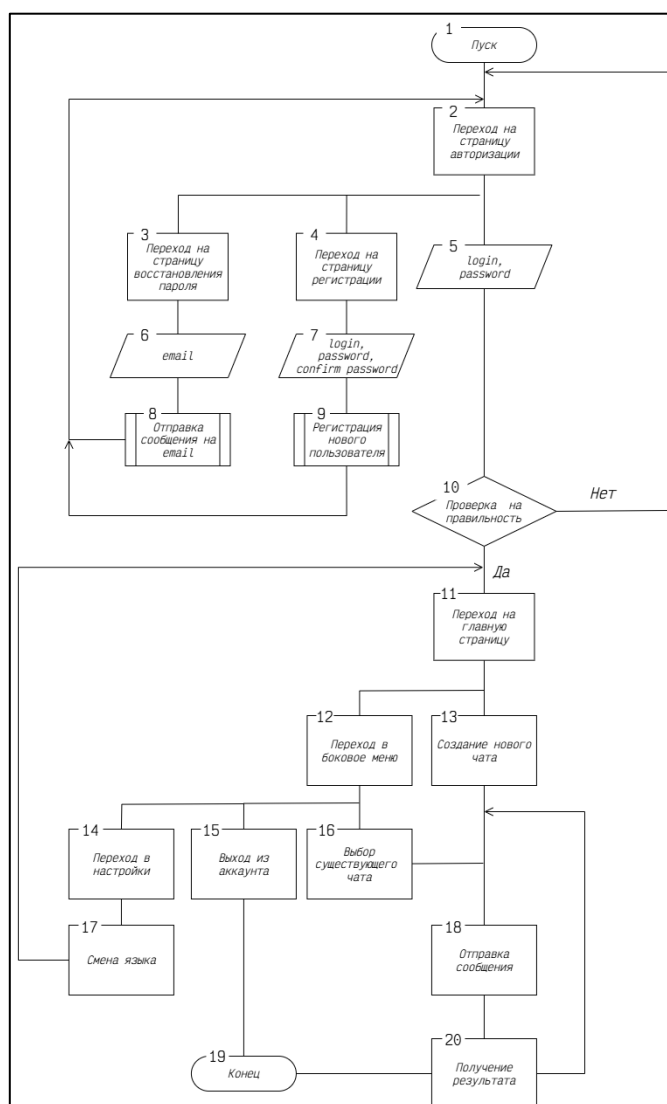 1
Пуск
2
Переход на
страницу
авторизации
3
Переход на
страницу
восстановления
пароля
4
Переход на
страницу
регистрации
5
login,
password
6
email
7
login,
password,
confirm password
8
Отправка
сообщения на
email
9
Регистрация
нового
пользователя
10
Проверка на
правильность
Нет
Да
11
Переход на
главную
страницу
12
Переход в
боковое меню
13
Создание нового
чата
14
Переход в
настройки
15
Выход из
аккаунта
16
Выбор
существующего
чата
17
Смена языка
18
Отправка
сообщения
19
Конец
20
Получение
результата